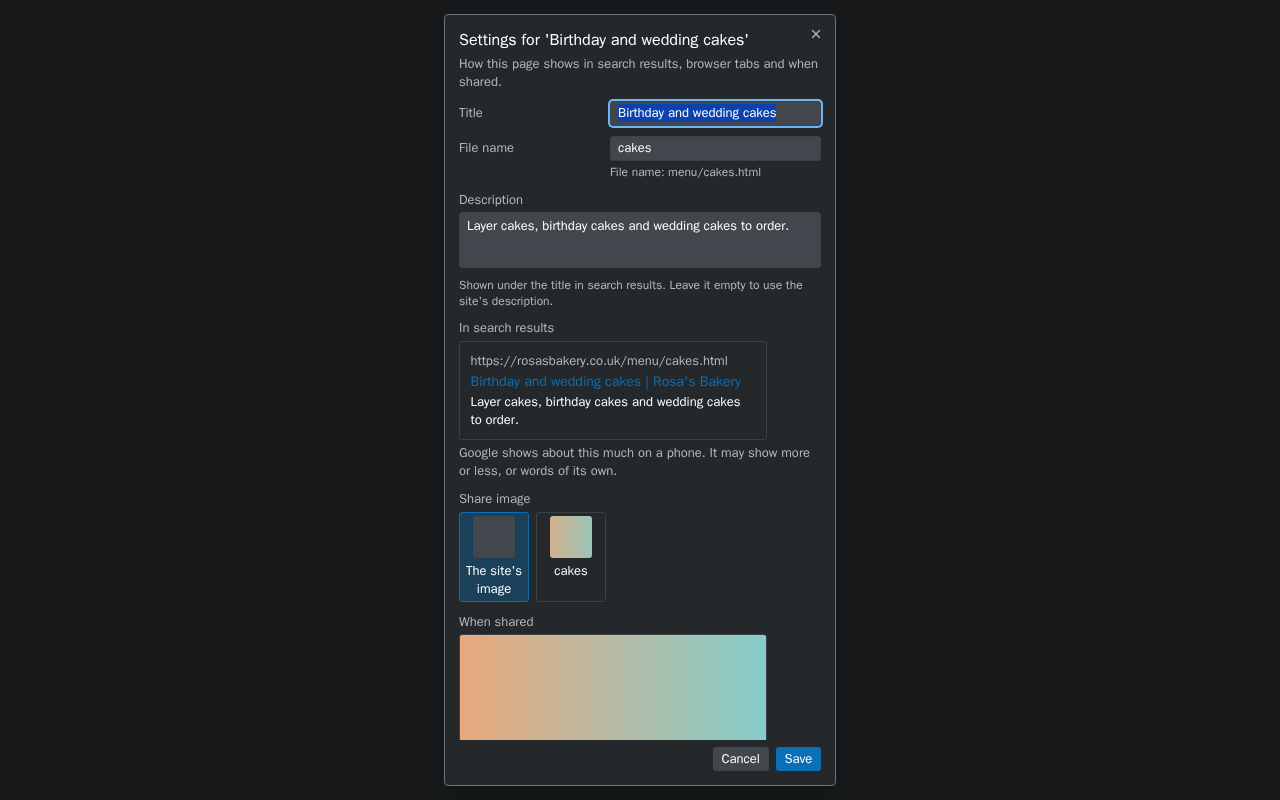 Settings for 'Birthday and wedding cakes'
How this page shows in search results, browser tabs and when
shared.
Title
Birthday and wedding cakes
File name
cakes
File name: menu/cakes.html
Description
Layer cakes, birthday cakes and wedding cakes to order.
Shown under the title in search results. Leave it empty to use the
site's description.
In search results
https://rosasbakery.co.uk/menu/cakes.html
Birthday and wedding cakes | Rosa's Bakery
Layer cakes, birthday cakes and wedding cakes
to order.
Google shows about this much on a phone. It may show more
or less, or words of its own.
Share image
The site's
image
cakes
When shared
Cancel
Save